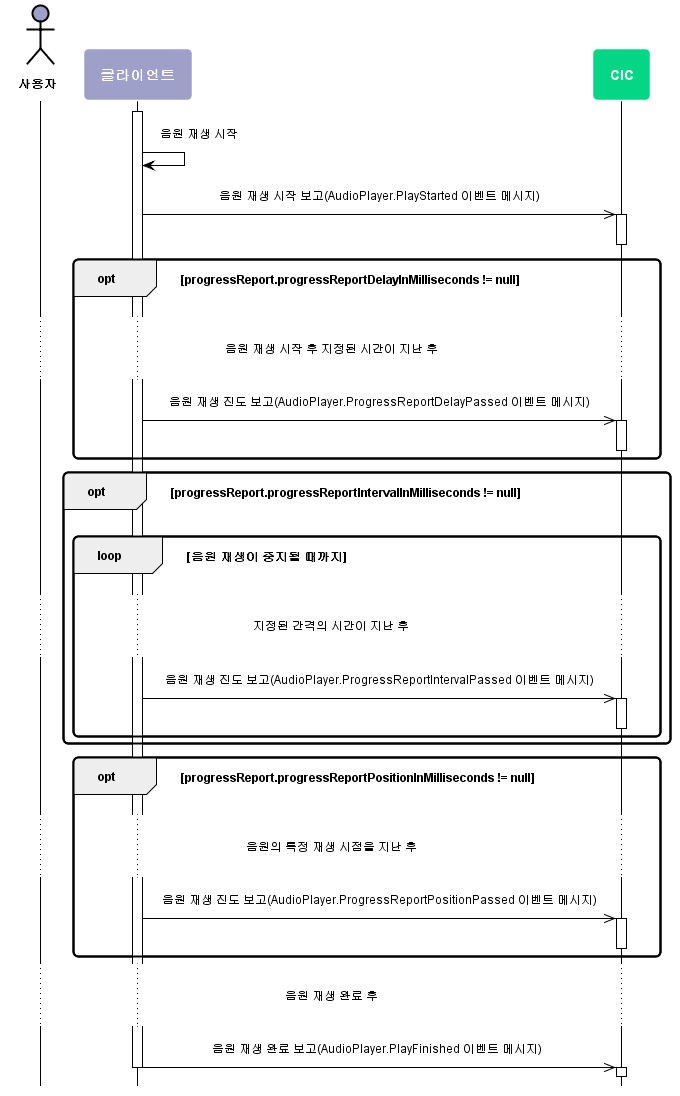 사용자
클라이언트
CIC
음원 재생 시작
음원 재생 시작 보고(AudioPlayer.PlayStarted 이벤트 메시지)
opt
[progressReport.progressReportDelayInMilliseconds != null]
음원 재생 시작 후 지정된 시간이 지난 후
음원 재생 진도 보고(AudioPlayer.ProgressReportDelayPassed 이벤트 메시지)
opt
[progressReport.progressReportIntervalInMilliseconds != null]
loop
[음원 재생이 중지될 때까지]
지정된 간격의 시간이 지난 후
음원 재생 진도 보고(AudioPlayer.ProgressReportIntervalPassed 이벤트 메시지)
opt
[progressReport.progressReportPositionInMilliseconds != null]
음원의 특정 재생 시점을 지난 후
음원 재생 진도 보고(AudioPlayer.ProgressReportPositionPassed 이벤트 메시지)
음원 재생 완료 후
음원 재생 완료 보고(AudioPlayer.PlayFinished 이벤트 메시지)